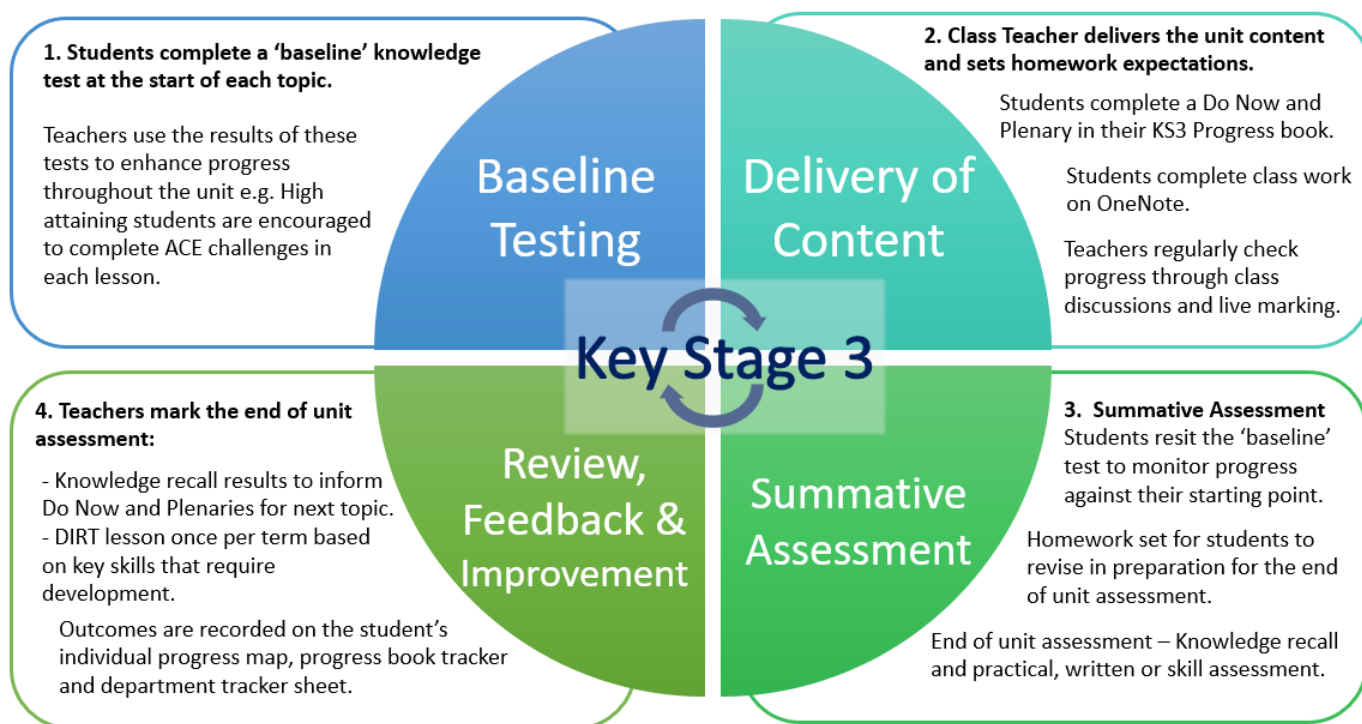 1. Students complete a ‘baseline’ knowledge
test at the start of each topic.
Teachers use the results of these
tests to enhance progress
throughout the unit e.g. High
attaining students are encouraged
to complete ACE challenges in
each lesson.
Baseline
Testing
Delivery of
Content
2. Class Teacher delivers the unit content
and sets homework expectations.
Students complete a Do Now and
Plenary in their KS3 Progress book.
Students complete class work
on OneNote.
Teachers regularly check
progress through class
discussions and live marking.
Key Stage 3
4. Teachers mark the end of unit
assessment:
- Knowledge recall results to inform
Do Now and Plenaries for next topic.
- DIRT lesson once per term based
on key skills that require
development.
Outcomes are recorded on the student’s
individual progress map, progress book tracker
and department tracker sheet.
Review,
Feedback &
Improvement
Summative
Assessment
3. Summative Assessment
Students resit the ‘baseline’
test to monitor progress
against their starting point.
Homework set for students to
revise in preparation for the end
of unit assessment.
End of unit assessment – Knowledge recall
and practical, written or skill assessment.